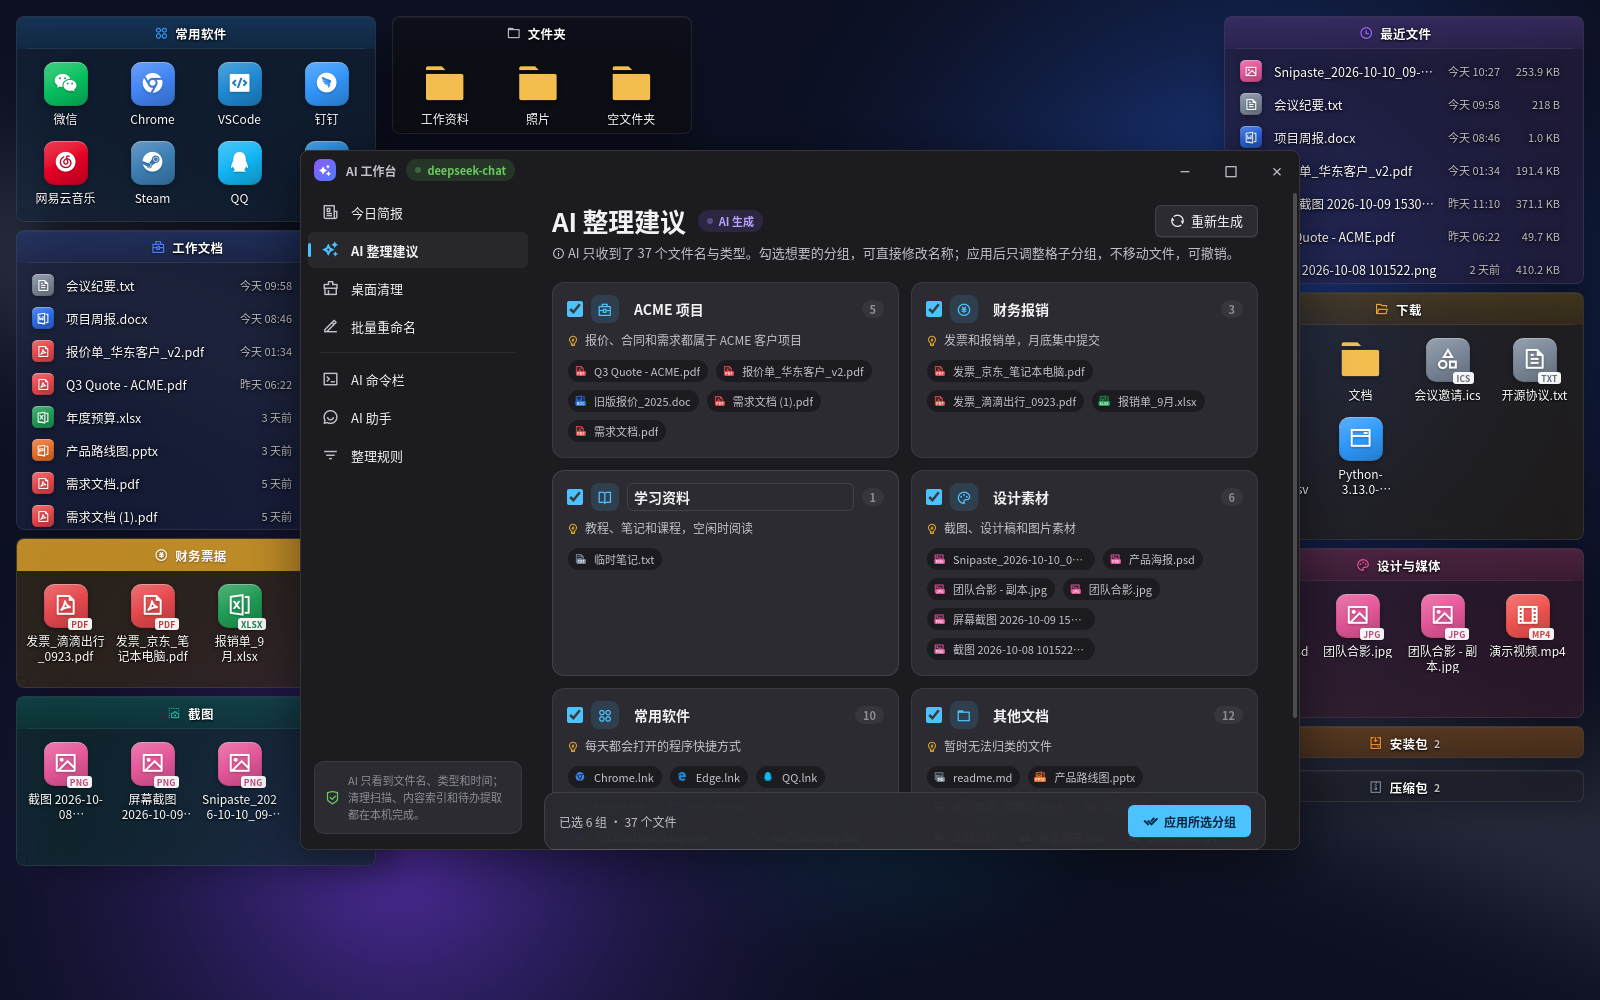 常用软件
微信
Chrome
VSCode
钉钉
网易云音乐
Steam
QQ
文件夹
工作资料
照片
空文件夹
最近文件
Snipaste_2026-10-10_09-··· 今天 10:27 253.9 KB
会议纪要.txt 今天 09:58 218 B
项目周报.docx 今天 08:46 1.0 KB
单_华东客户_v2.pdf 今天 01:34 191.4 KB
截图 2026-10-09 1530··· 昨天 11:10 371.1 KB
uote - ACME.pdf 昨天 06:22 49.7 KB
2026-10-08 101522.png 2 天前 410.2 KB
工作文档
会议纪要.txt 今天 09:58
项目周报.docx 今天 08:46
报价单_华东客户_v2.pdf 今天 01:34
Q3 Quote - ACME.pdf 昨天 06:22
年度预算.xlsx 3 天前
产品路线图.pptx 3 天前
需求文档.pdf 5 天前
需求文档 (1).pdf 5 天前
财务票据
PDF
发票_滴滴出行
_0923.pdf
PDF
发票_京东_笔
记本电脑.pdf
XLSX
报销单_9
月.xlsx
截图
PNG
截图 2026-10-
08···
PNG
屏幕截图
2026-10-09··
PNG
Snipaste_202
6-10-10_09-··
AI 工作台
deepseek-chat
今日简报
AI 整理建议
桌面清理
批量重命名
AI 命令栏
AI 助手
整理规则
AI 只看到文件名、类型和时间；
清理扫描、内容索引和待办提取
都在本机完成。
AI 整理建议
AI 生成
重新生成
AI 只收到了 37 个文件名与类型。勾选想要的分组，可直接修改名称；应用后只调整格子分组，不移动文件，可撤销。
ACME 项目 5
报价、合同和需求都属于 ACME 客户项目
Q3 Quote - ACME.pdf
报价单_华东客户_v2.pdf
旧版报价_2025.doc
需求文档 (1).pdf
需求文档.pdf
财务报销 3
发票和报销单，月底集中提交
发票_京东_笔记本电脑.pdf
发票_滴滴出行_0923.pdf
报销单_9月.xlsx
学习资料 1
教程、笔记和课程，空闲时阅读
临时笔记.txt
设计素材 6
截图、设计稿和图片素材
Snipaste_2026-10-10_0···
产品海报.psd
团队合影 - 副本.jpg
团队合影.jpg
屏幕截图 2026-10-09 15···
截图 2026-10-08 101522···
常用软件 10
每天都会打开的程序快捷方式
Chrome.lnk
Edge.lnk
QQ.lnk
其他文档 12
暂时无法归类的文件
readme.md
产品路线图.pptx
已选 6 组 · 37 个文件
应用所选分组
下载
文档
ICS
会议邀请.ics
TXT
开源协议.txt
sv
Python-
3.13.0-···
设计与媒体
d
JPG
团队合影.jpg
JPG
团队合影 - 副
本.jpg
MP4
演示视频.mp4
安装包 2
压缩包 2